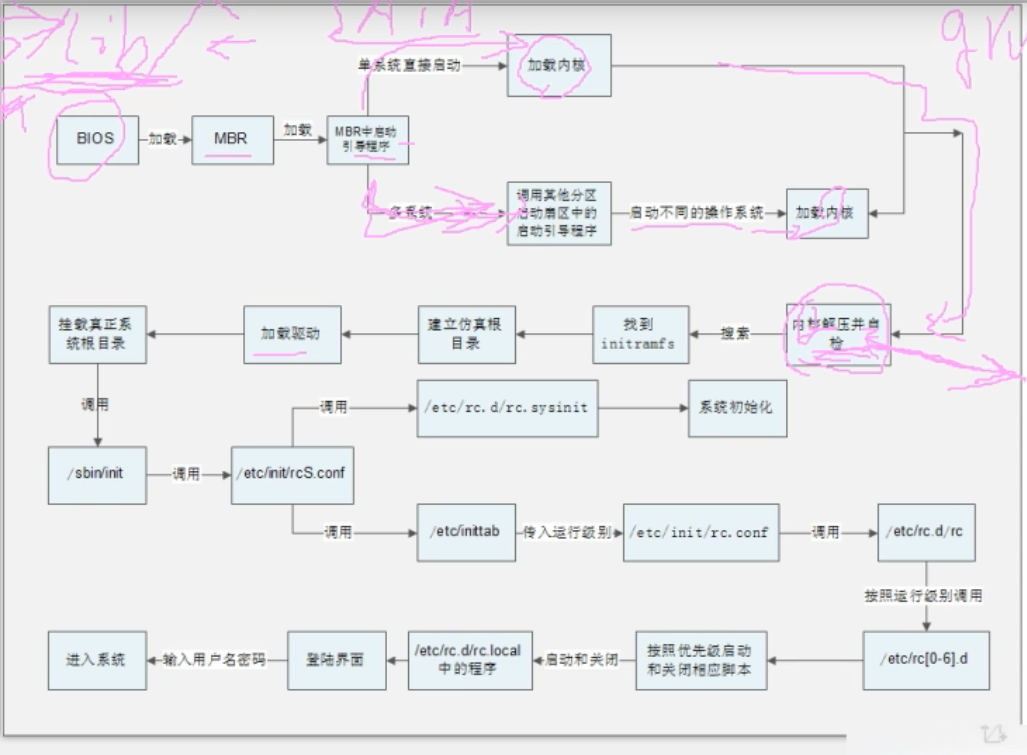 /lib/
SATA
gru
单系统直接启动
加载内核
BIOS
加载
MBR
加载
MBR中启动
引导程序
多系统
调用其他分区
启动扇区中的
启动引导程序
启动不同的操作系统
加载内核
挂载真正系
统根目录
加载驱动
建立仿真根
目录
找到
initramfs
搜索
内核解压并自
检
调用
调用
/etc/rc.d/rc.sysinit
系统初始化
/sbin/init
调用
/etc/init/rcS.conf
调用
/etc/inittab
传入运行级别
/etc/init/rc.conf
调用
/etc/rc.d/rc
按照运行级别调用
进入系统
输入用户名密码
登陆界面
/etc/rc.d/rc.local
中的程序
启动和关闭
按照优先级启动
和关闭相应脚本
/etc/rc[0-6].d